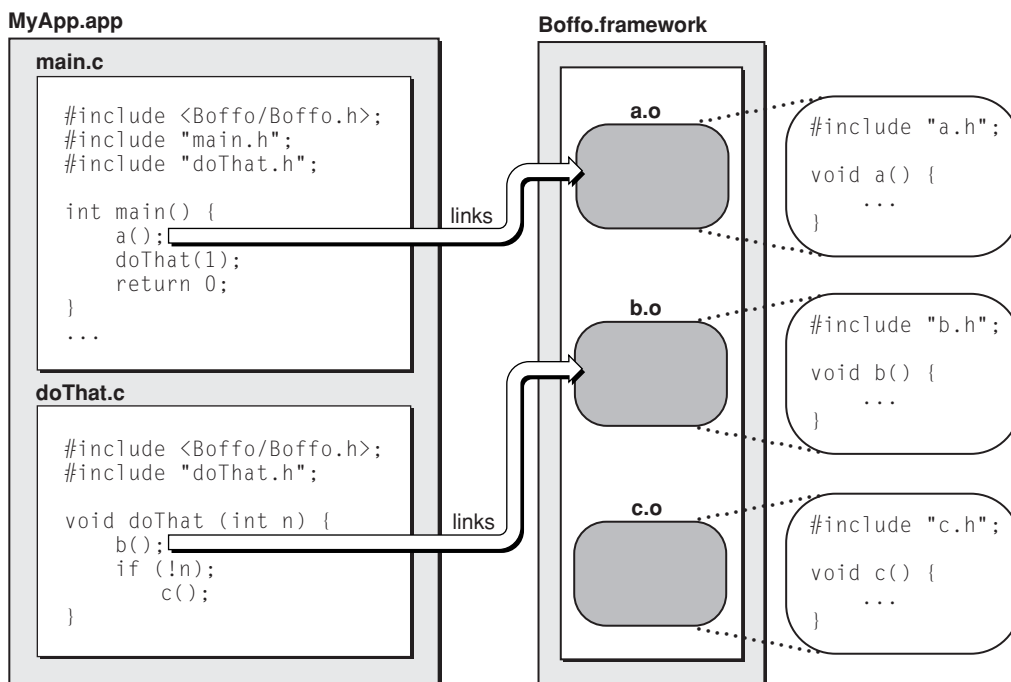 MyApp.app
main.c
#include <Boffo/Boffo.h>;
#include "main.h";
#include "doThat.h";
int main() {
a();
doThat(1);
return 0;
}
...
doThat.c
#include <Boffo/Boffo.h>;
#include "doThat.h";
void doThat (int n) {
b();
if (!n);
c();
}
links
links
Boffo.framework
a.o
b.o
c.o
#include "a.h";
void a() {
...
}
#include "b.h";
void b() {
...
}
#include "c.h";
void c() {
...
}